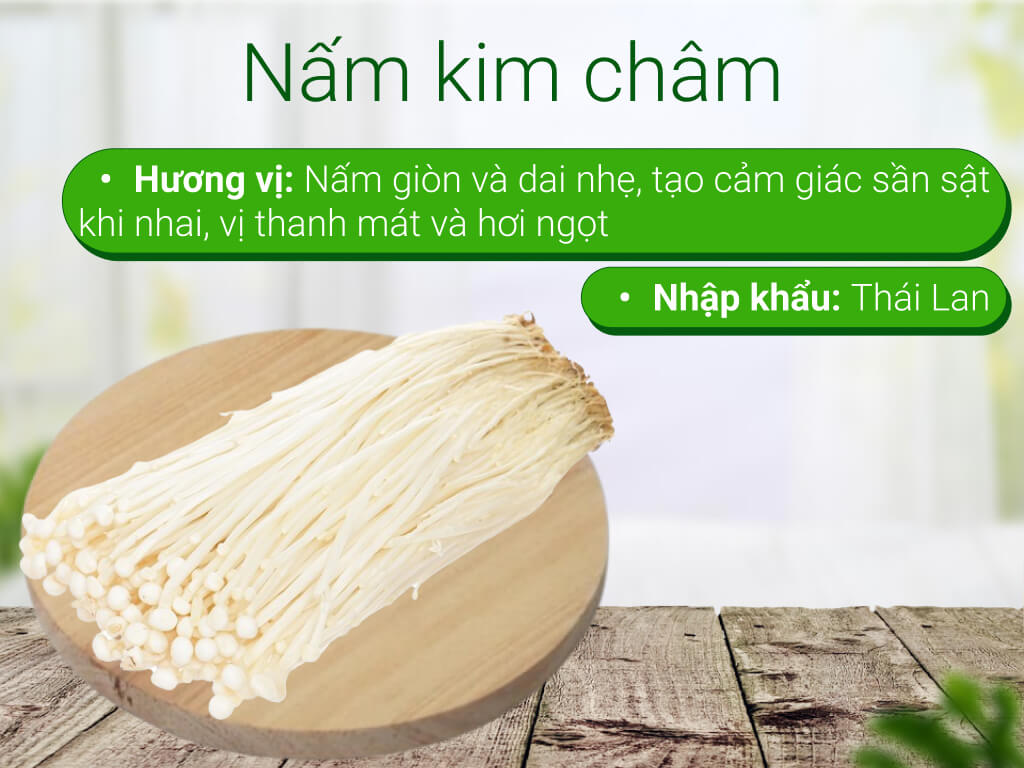 Nấm kim châm
• Hương vị: Nấm giòn và dai nhẹ, tạo cảm giác sần sật
khi nhai, vị thanh mát và hơi ngọt
• Nhập khẩu: Thái Lan